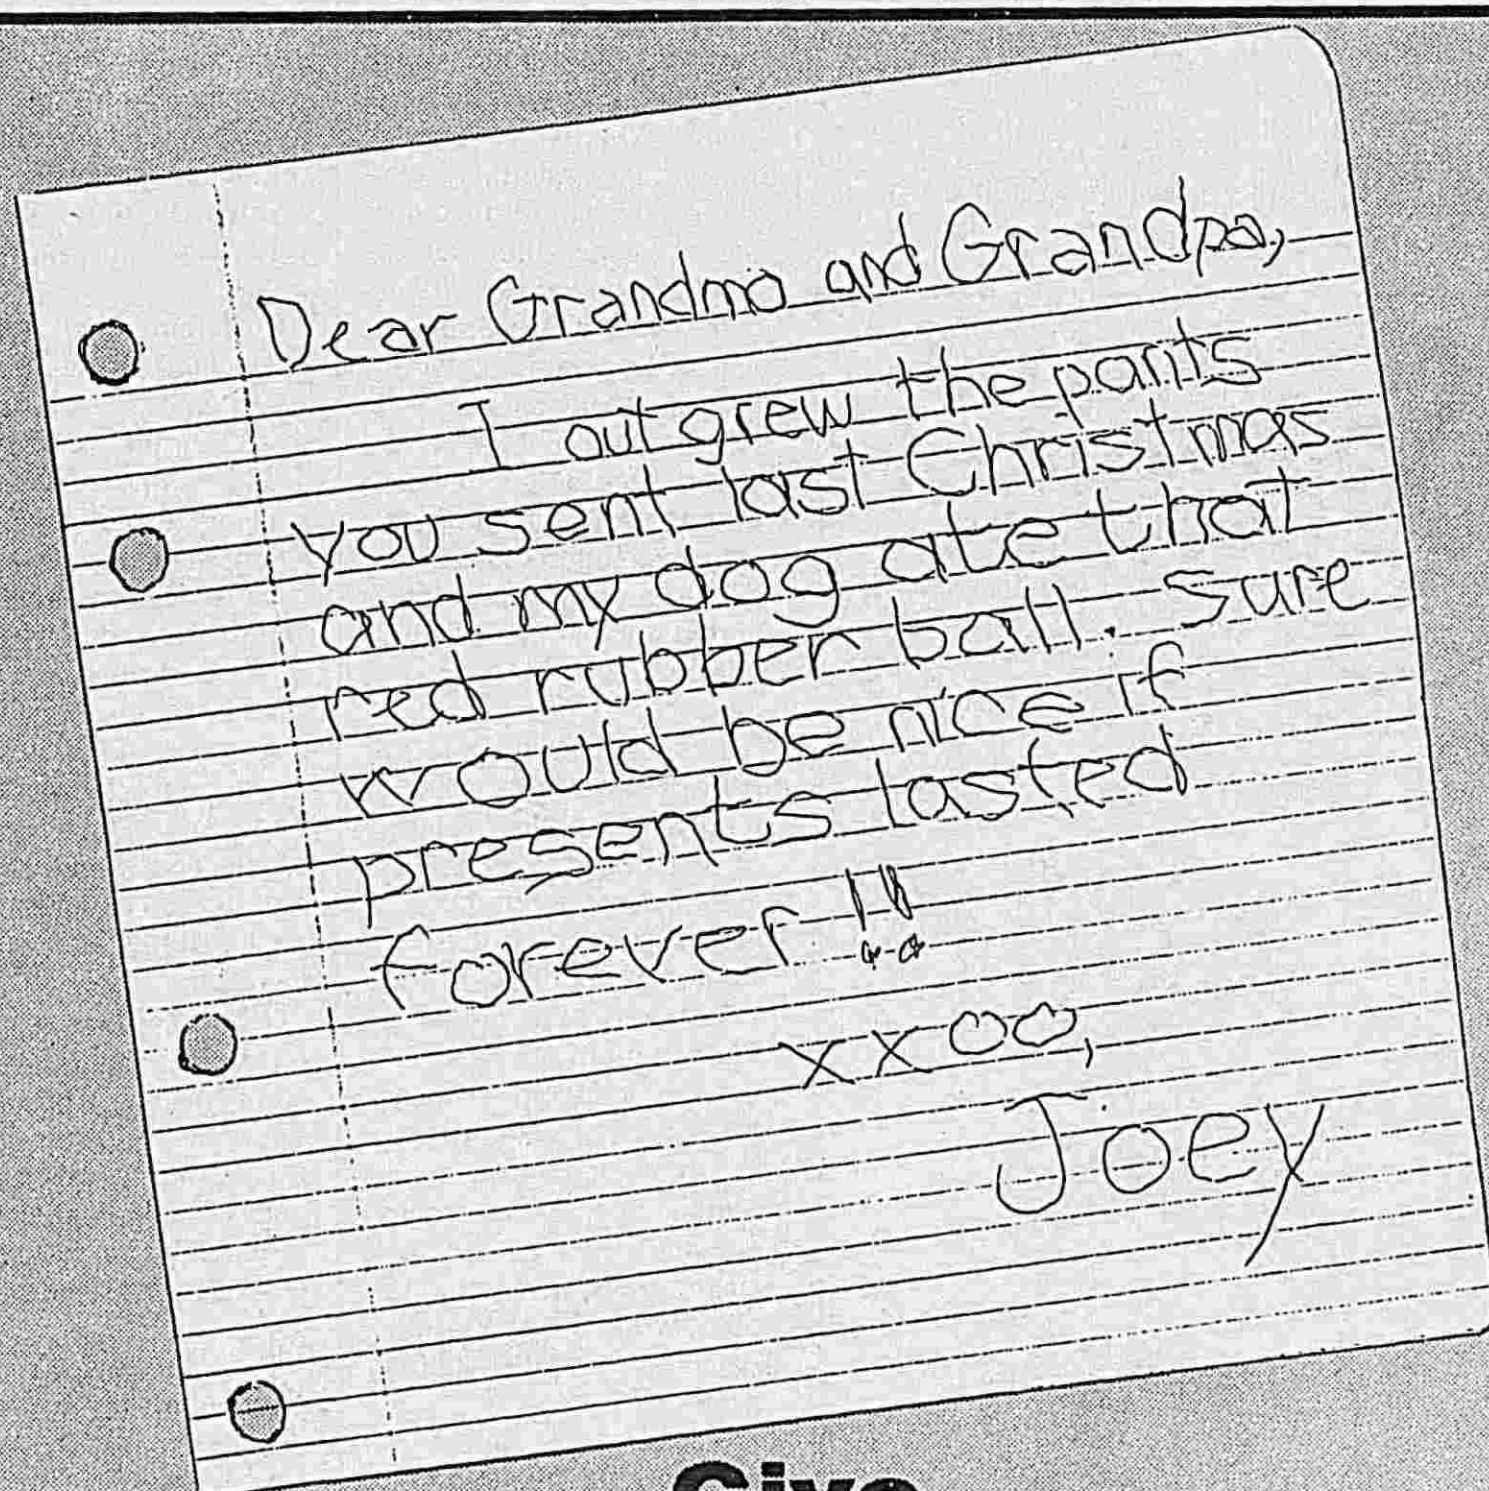 Dear Grandma and Grandpa,
I outgrew the pants
you sent last Christmas
and my dog ate that
red rubber ball. Sure
would be nice if
presents lasted
forever!!
xxoo,
Joey
Give